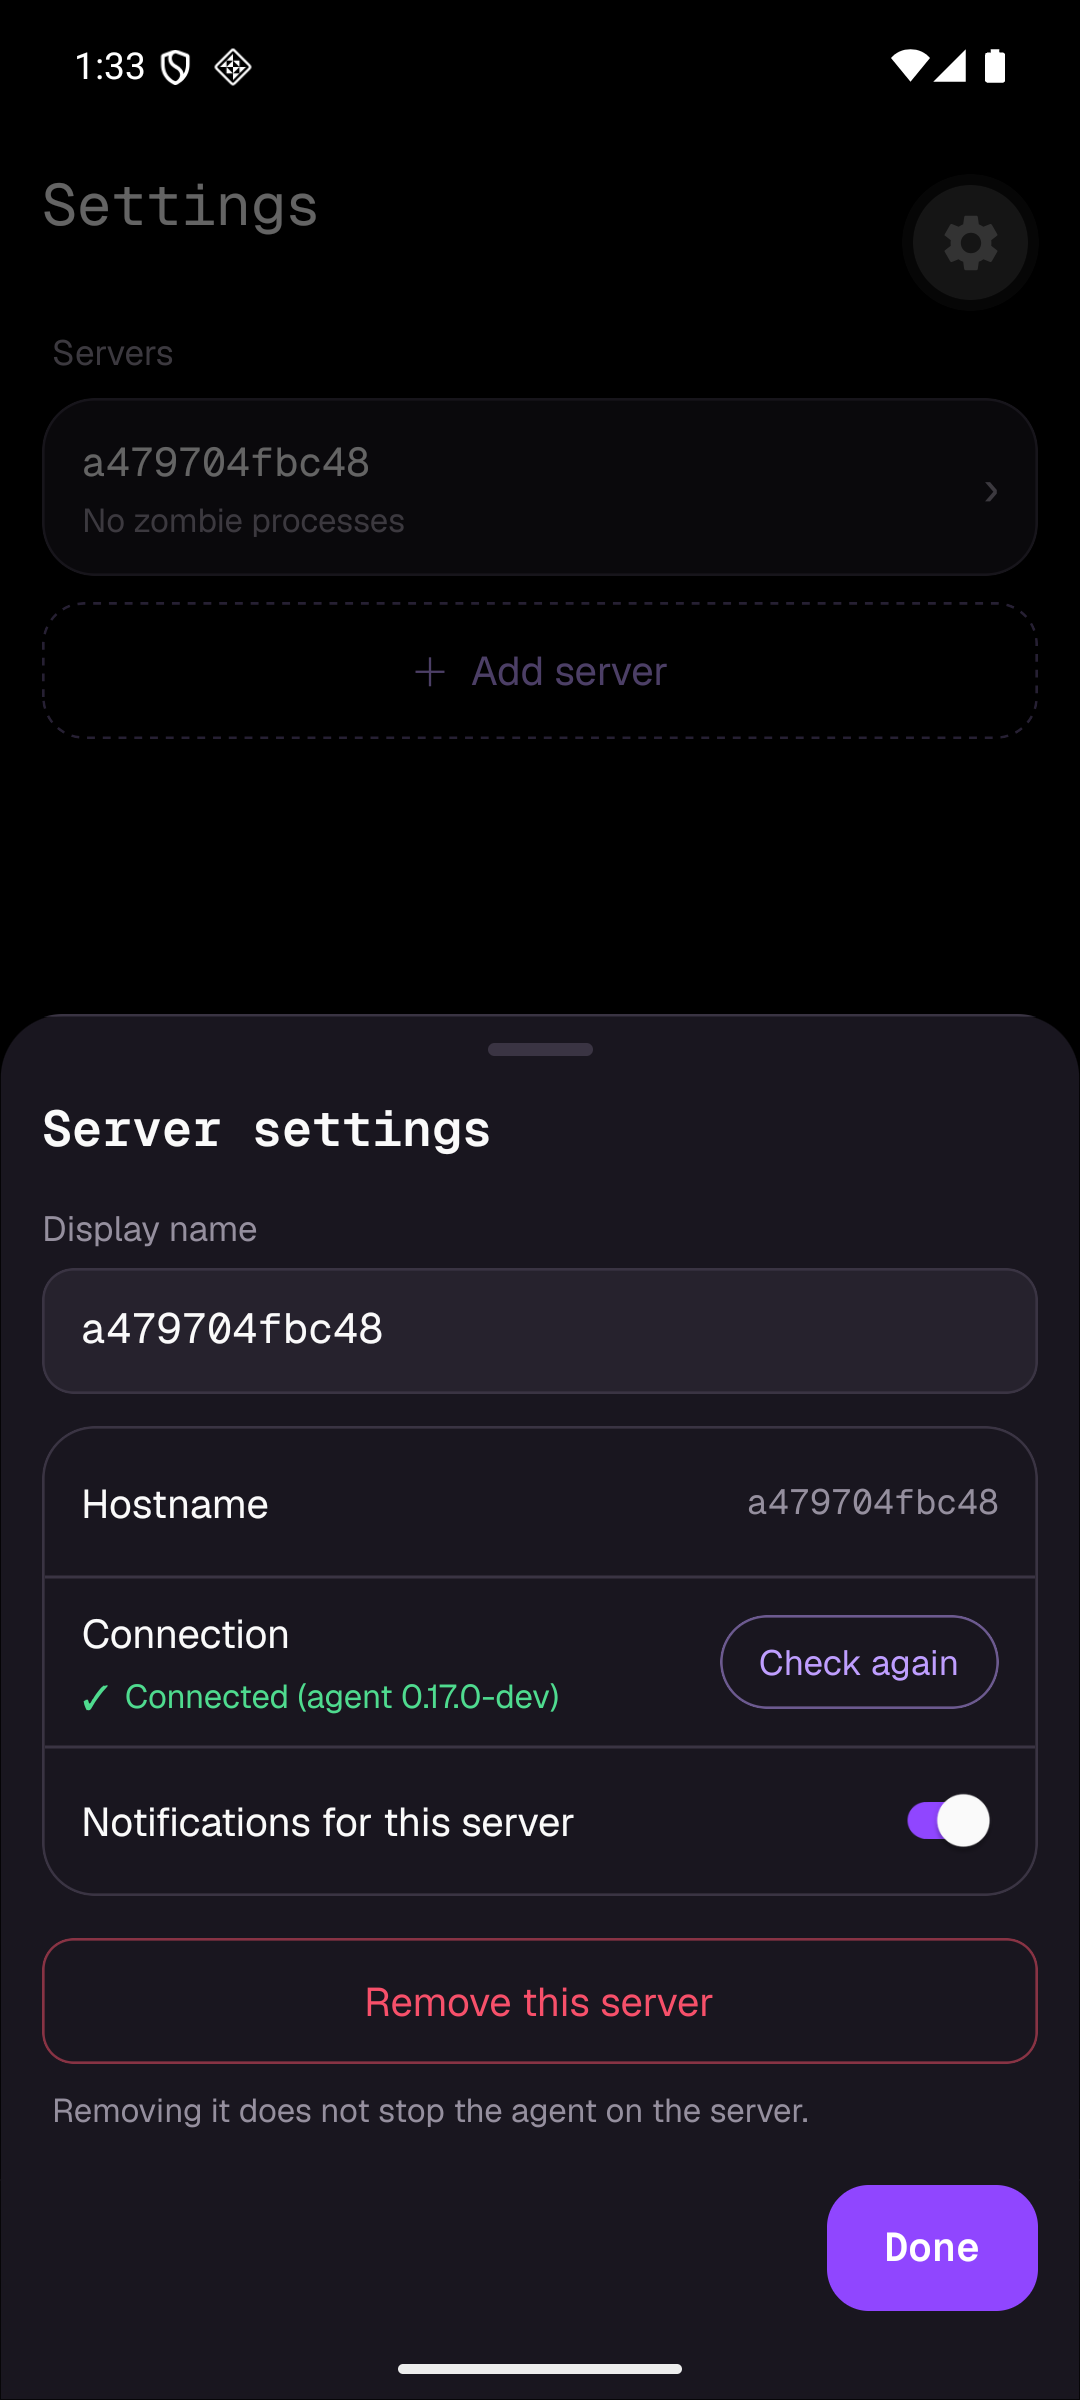 1:33
Settings
Servers
a479704fbc48
No zombie processes
+ Add server
Server settings
Display name
a479704fbc48
Hostname
a479704fbc48
Connection
✓ Connected (agent 0.17.0-dev)
Check again
Notifications for this server
Remove this server
Removing it does not stop the agent on the server.
Done